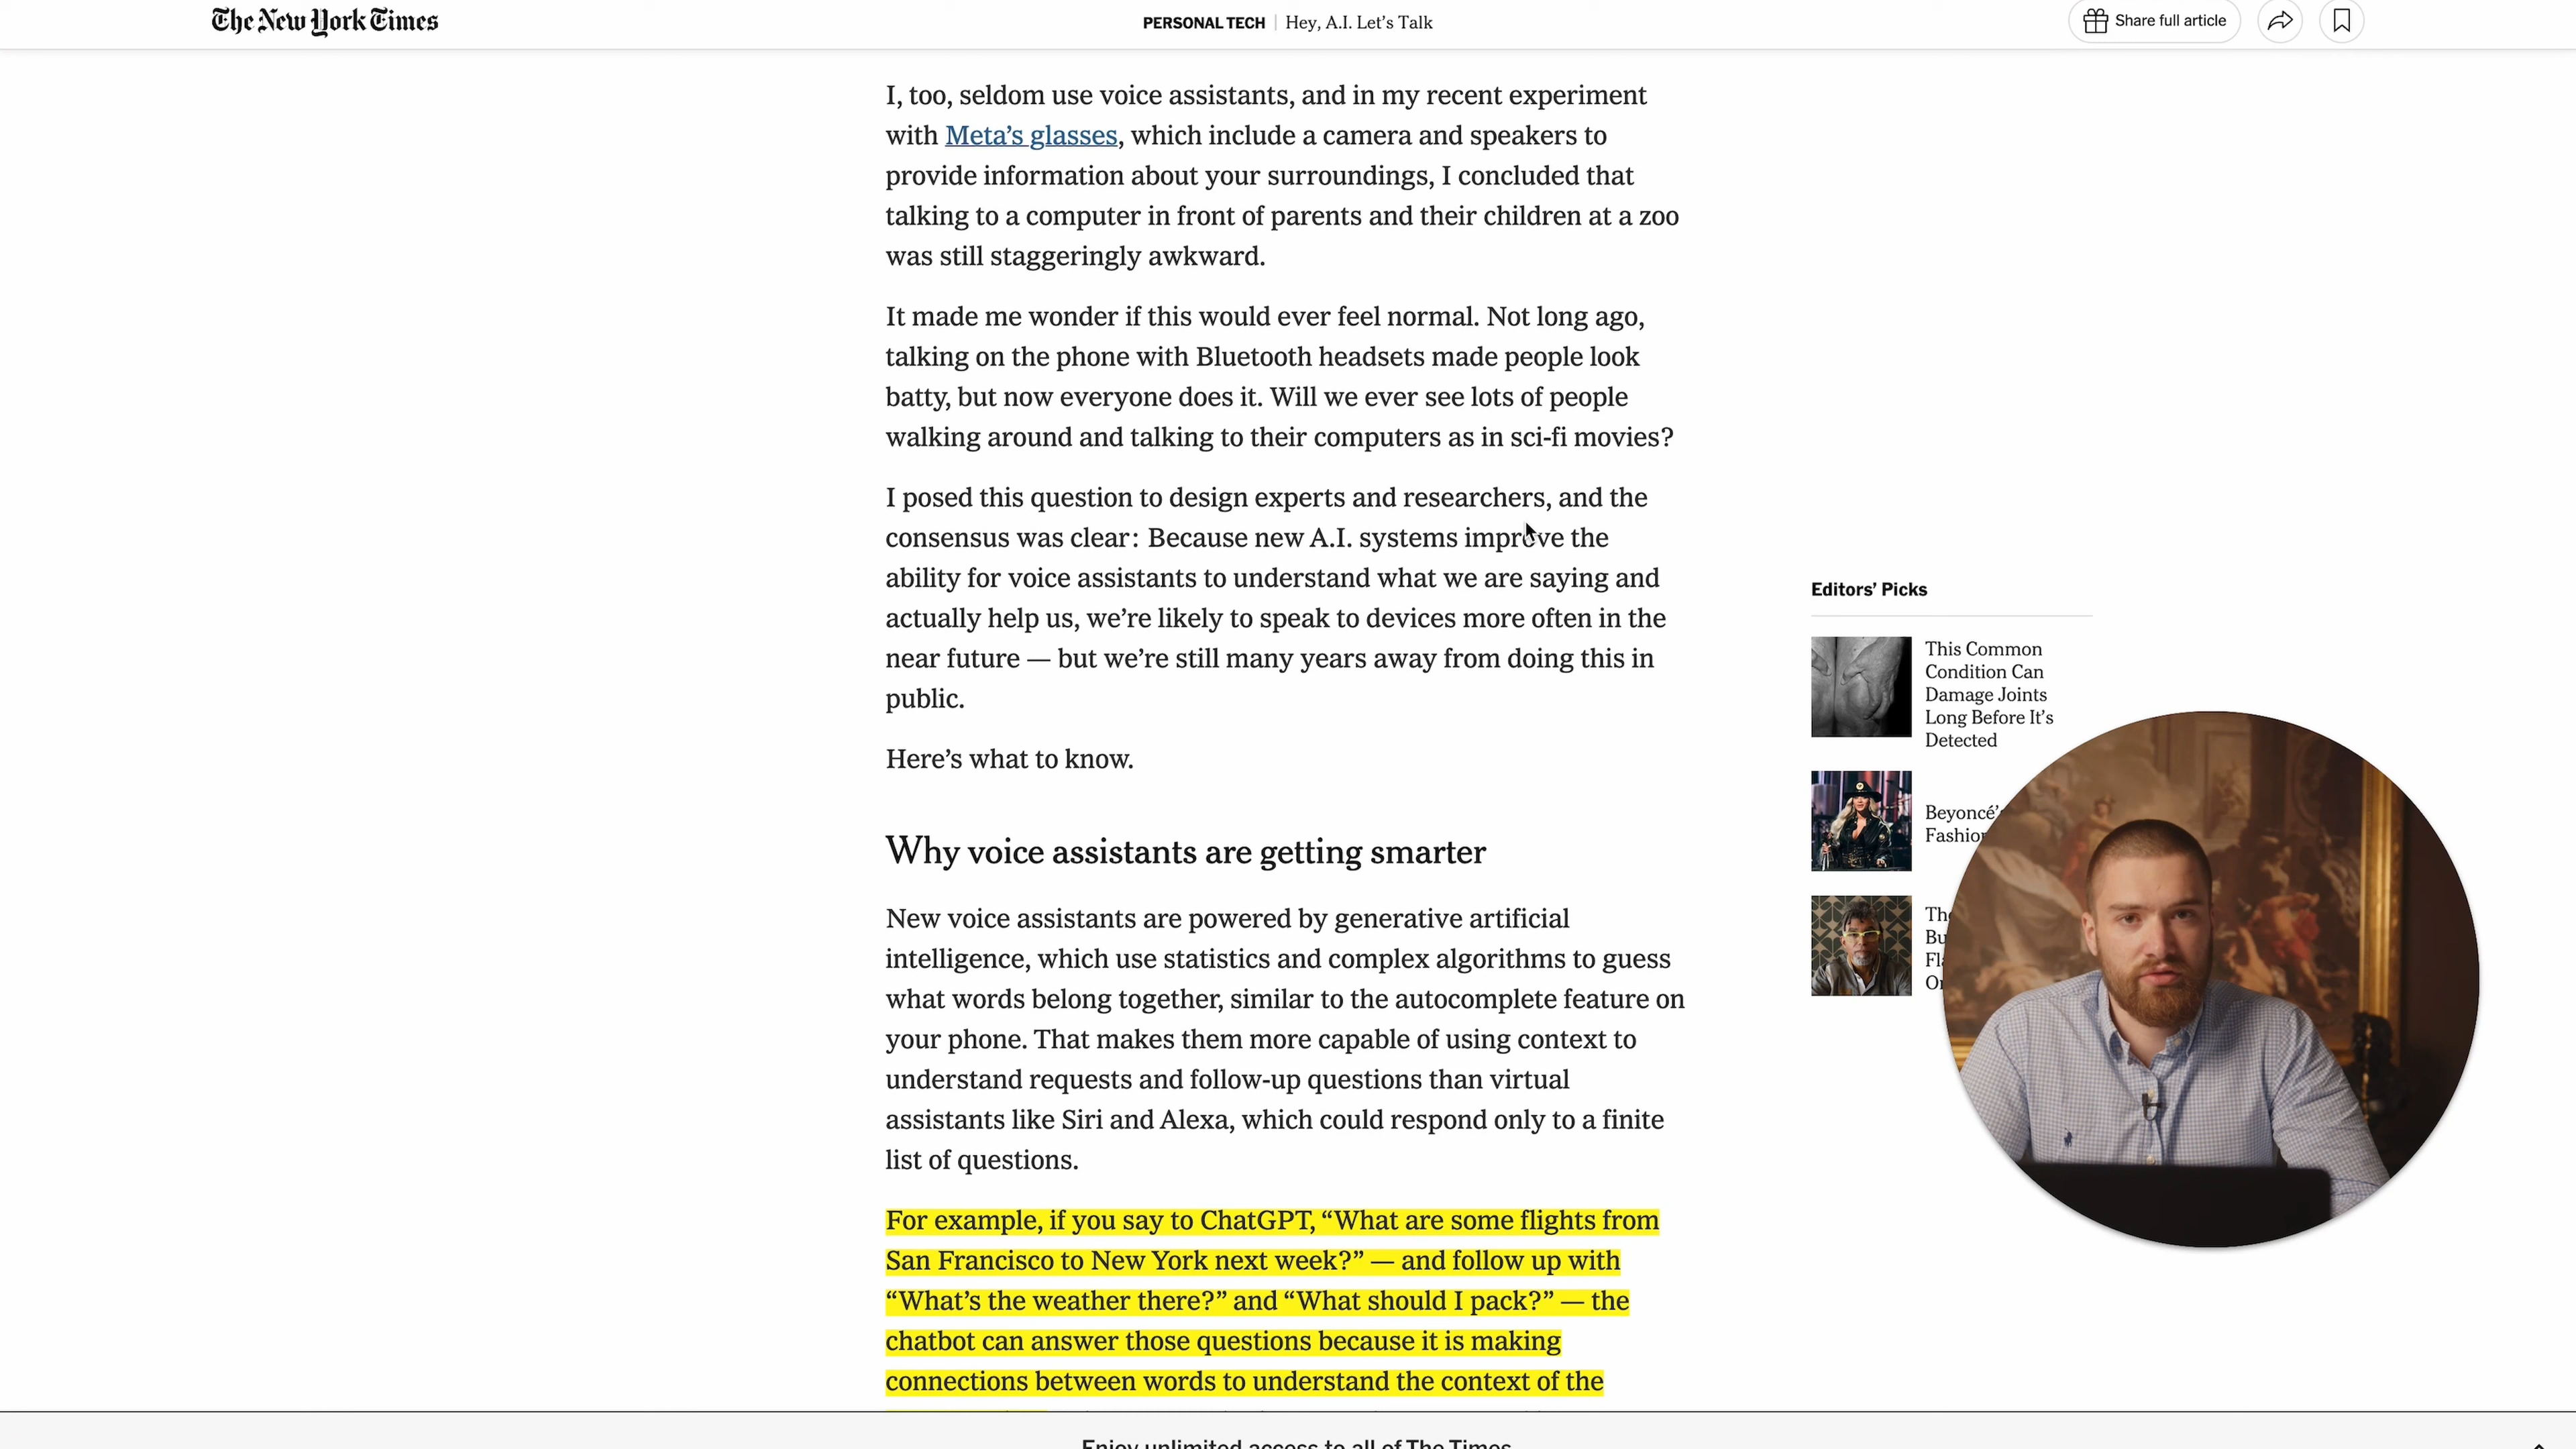 The New York Times
PERSONAL TECH | Hey, A.I. Let's Talk
Share full article
I, too, seldom use voice assistants, and in my recent experiment
with Meta's glasses, which include a camera and speakers to
provide information about your surroundings, I concluded that
talking to a computer in front of parents and their children at a zoo
was still staggeringly awkward.
It made me wonder if this would ever feel normal. Not long ago,
talking on the phone with Bluetooth headsets made people look
batty, but now everyone does it. Will we ever see lots of people
walking around and talking to their computers as in sci-fi movies?
I posed this question to design experts and researchers, and the
consensus was clear: Because new A.I. systems improve the
ability for voice assistants to understand what we are saying and
actually help us, we're likely to speak to devices more often in the
near future — but we're still many years away from doing this in
public.
Here's what to know.
Why voice assistants are getting smarter
New voice assistants are powered by generative artificial
intelligence, which use statistics and complex algorithms to guess
what words belong together, similar to the autocomplete feature on
your phone. That makes them more capable of using context to
understand requests and follow-up questions than virtual
assistants like Siri and Alexa, which could respond only to a finite
list of questions.
For example, if you say to ChatGPT, “What are some flights from
San Francisco to New York next week?” — and follow up with
“What's the weather there?” and “What should I pack?” — the
chatbot can answer those questions because it is making
connections between words to understand the context of the
Editors' Picks
This Common
Condition Can
Damage Joints
Long Before It's
Detected
Beyoncé'
Enjoy unlimited access to all of The Times